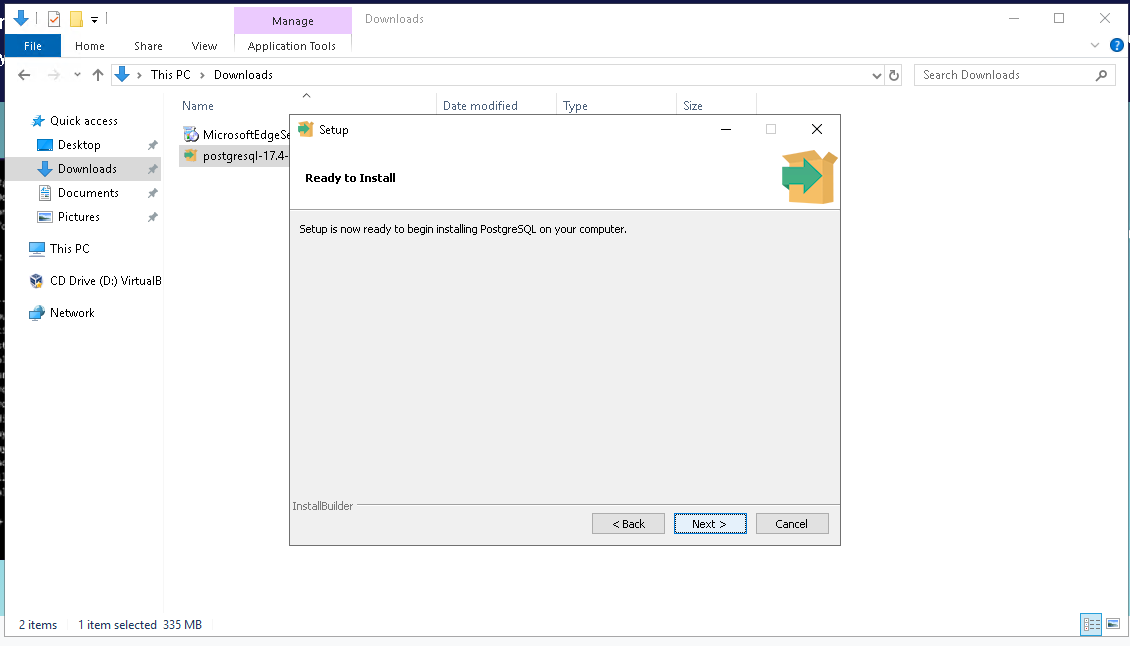 Manage
Downloads
File
Home
Share
View
Application Tools
This PC
Downloads
Search Downloads
Name
Date modified
Type
Size
Quick access
Desktop
Downloads
Documents
Pictures
This PC
CD Drive (D:) VirtualB
Network
MicrosoftEdgeSe
postgresql-17.4-
Setup
Ready to Install
Setup is now ready to begin installing PostgreSQL on your computer.
InstallBuilder
< Back
Next >
Cancel
2 items
1 item selected 335 MB